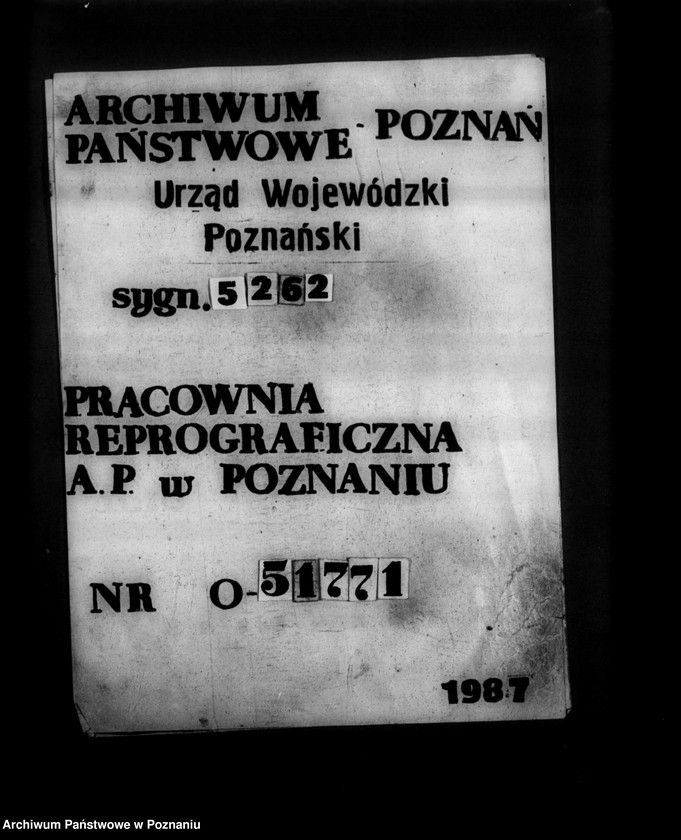 ARCHIWUM
PAŃSTWOWE - POZNAŃ
Urząd Wojewódzki
Poznański
sygn. 5262
PRACOWNIA
REPROGRAFICZNA
A.P. w POZNANIU
NR O-51771
1987
Archiwum Państwowe w Poznaniu